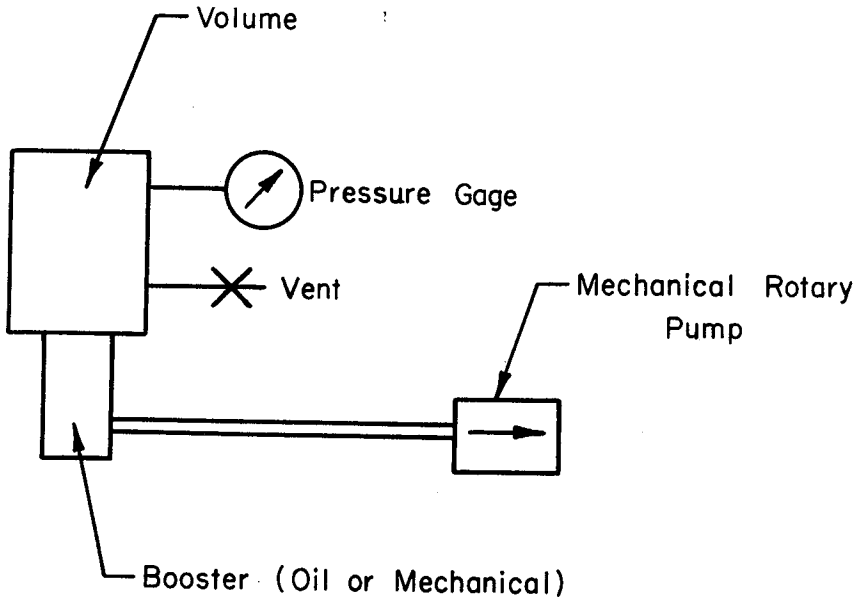 Volume
Pressure Gage
Vent
Mechanical Rotary
Pump
Booster (Oil or Mechanical)